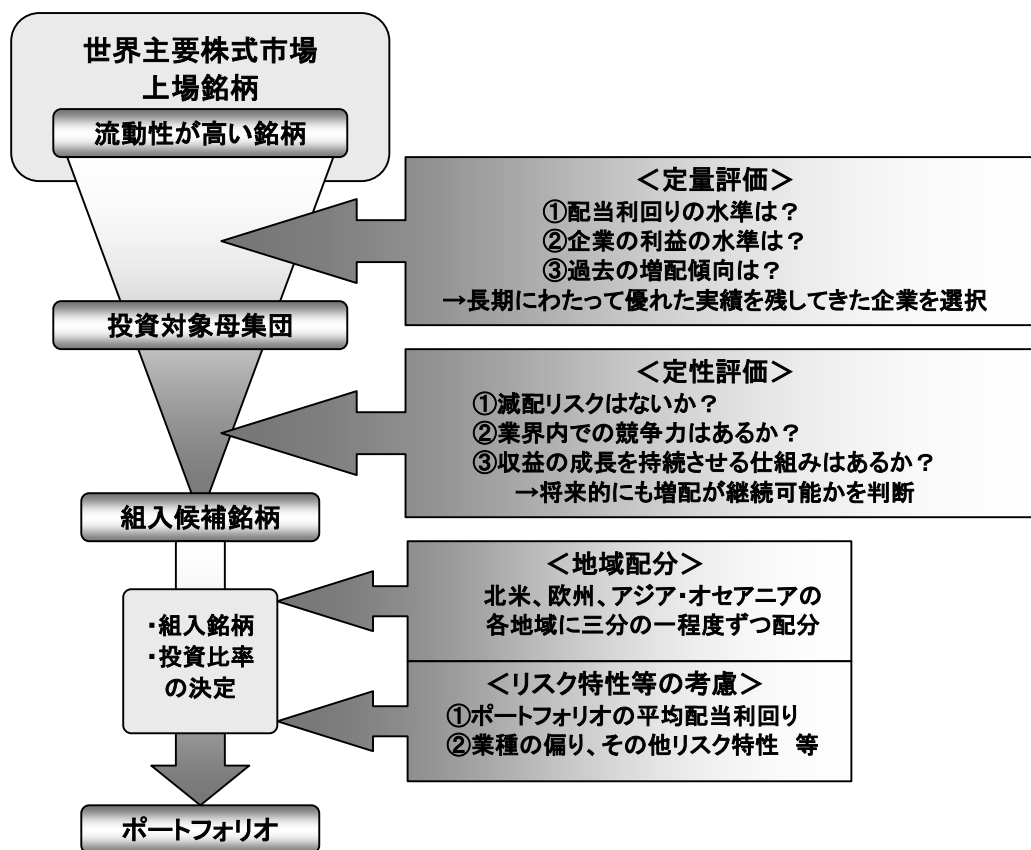 世界主要株式市場
上場銘柄
流動性が高い銘柄
＜定量評価＞
①配当利回りの水準は？
②企業の利益の水準は？
③過去の増配傾向は？
→長期にわたって優れた実績を残してきた企業を選択
投資対象母集団
＜定性評価＞
①減配リスクはないか？
②業界内での競争力はあるか？
③収益の成長を持続させる仕組みはあるか？
→将来的にも増配が継続可能かを判断
組入候補銘柄
＜地域配分＞
北米、欧州、アジア・オセアニアの
各地域に三分の一程度ずつ配分
・組入銘柄
・投資比率
の決定
＜リスク特性等の考慮＞
①ポートフォリオの平均配当利回り
②業種の偏り、その他リスク特性　等
ポートフォリオ